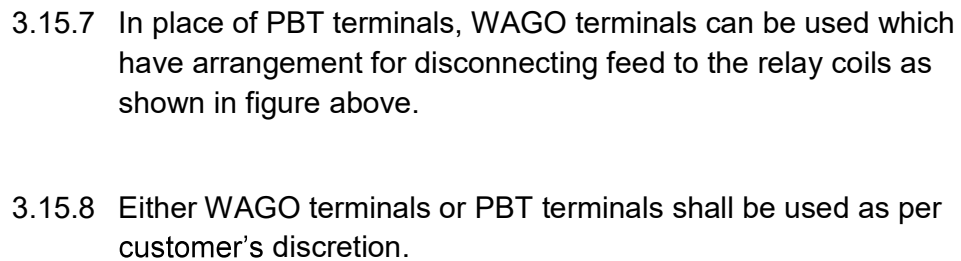 3.15.7 In place of PBT terminals, WAGO terminals can be used which
have arrangement for disconnecting feed to the relay coils as
shown in figure above.
3.15.8 Either WAGO terminals or PBT terminals shall be used as per
customer’s discretion.